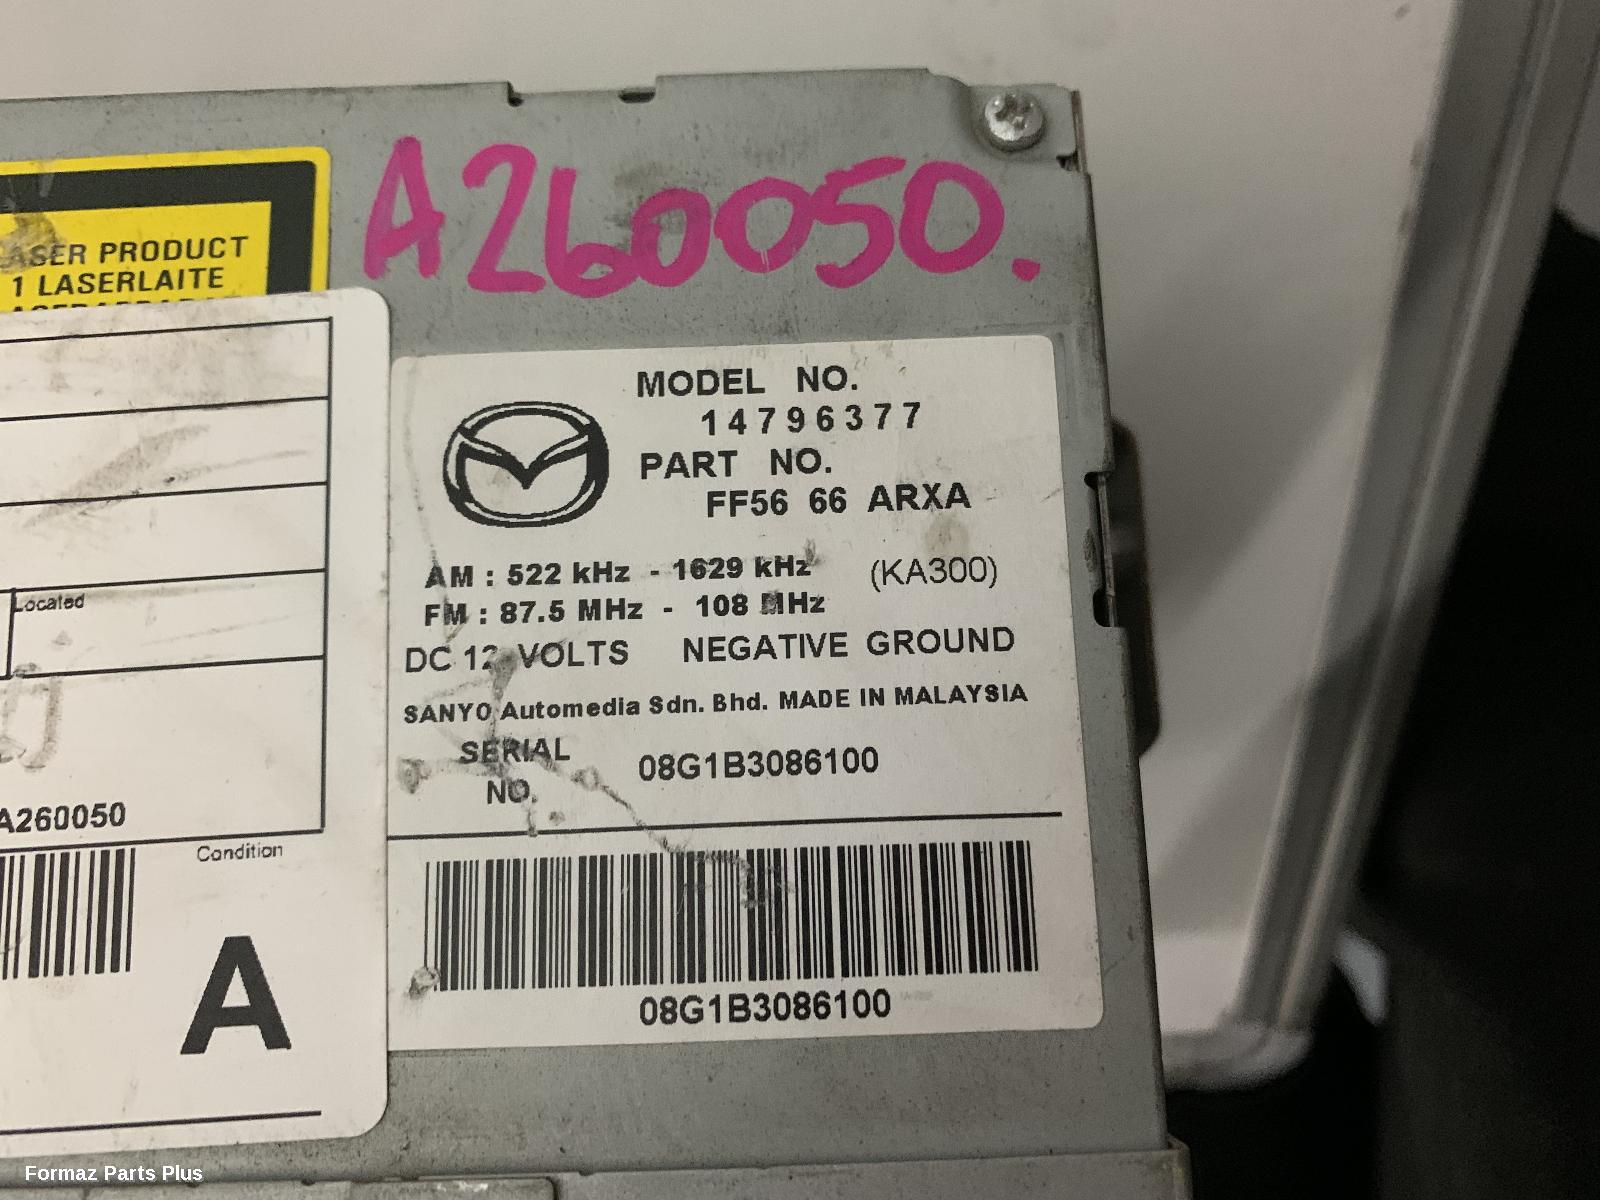 A260050.
ASER PRODUCT
1 LASERLAITE
MODEL NO.
14796377
PART NO.
FF56 66 ARXA
AM : 522 kHz - 1629 kHz (KA300)
FM : 87.5 MHz - 108 MHz
DC 12 VOLTS NEGATIVE GROUND
SANYO Automedia Sdn. Bhd. MADE IN MALAYSIA
SERIAL NO. 08G1B3086100
08G1B3086100
Located
A260050
Condition
A
Formaz Parts Plus